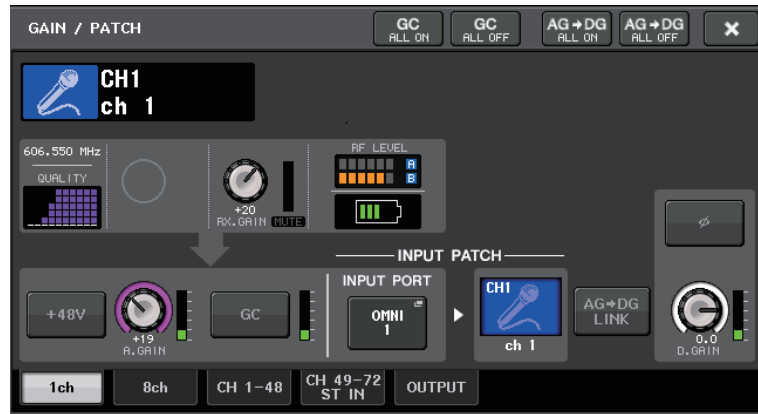 GAIN / PATCH
GC
ALL ON
GC
ALL OFF
AG➔DG
ALL ON
AG➔DG
ALL OFF
CH1
ch 1
606.550 MHz
QUALITY
+20
RX.GAIN MUTE
RF LEVEL
A
B
INPUT PATCH
+48V
+19
A.GAIN
GC
INPUT PORT
OMNI
1
CH1
ch 1
AG➔DG
LINK
ø
0.0
D.GAIN
1ch
8ch
CH 1-48
CH 49-72
ST IN
OUTPUT